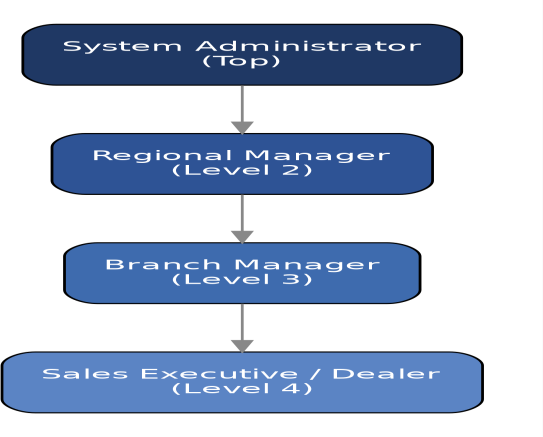 System Administrator
(Top)
Regional Manager
(Level 2)
Branch Manager
(Level 3)
Sales Executive / Dealer
(Level 4)